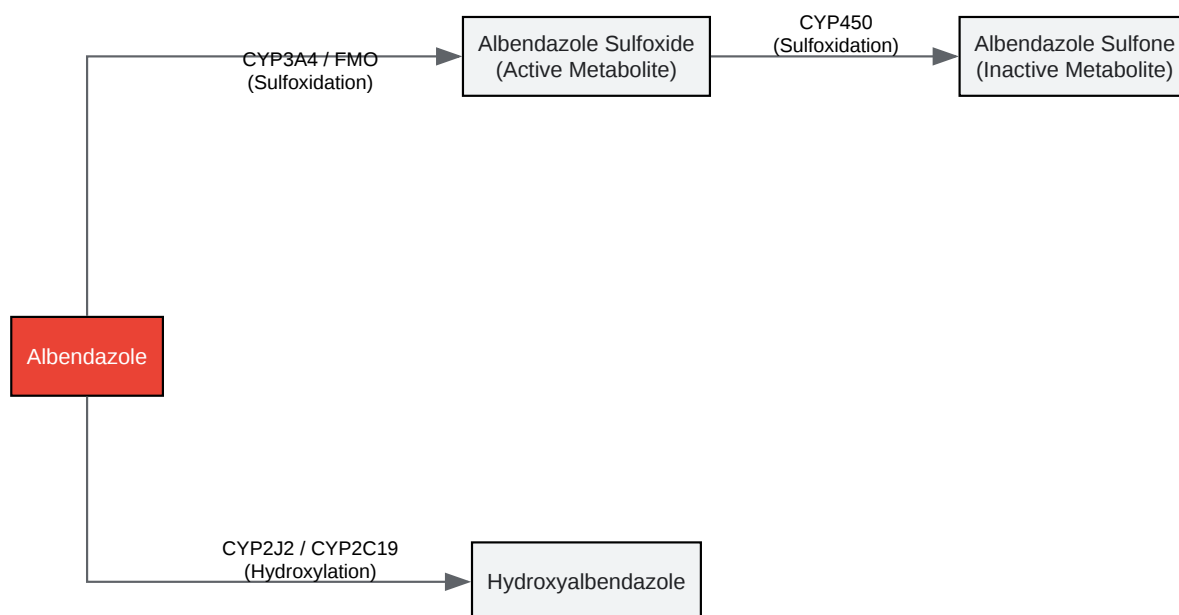 CYP3A4 / FMO
(Sulfoxidation)
Albendazole Sulfoxide
(Active Metabolite)
CYP450
(Sulfoxidation)
Albendazole Sulfone
(Inactive Metabolite)
Albendazole
CYP2J2 / CYP2C19
(Hydroxylation)
Hydroxyalbendazole